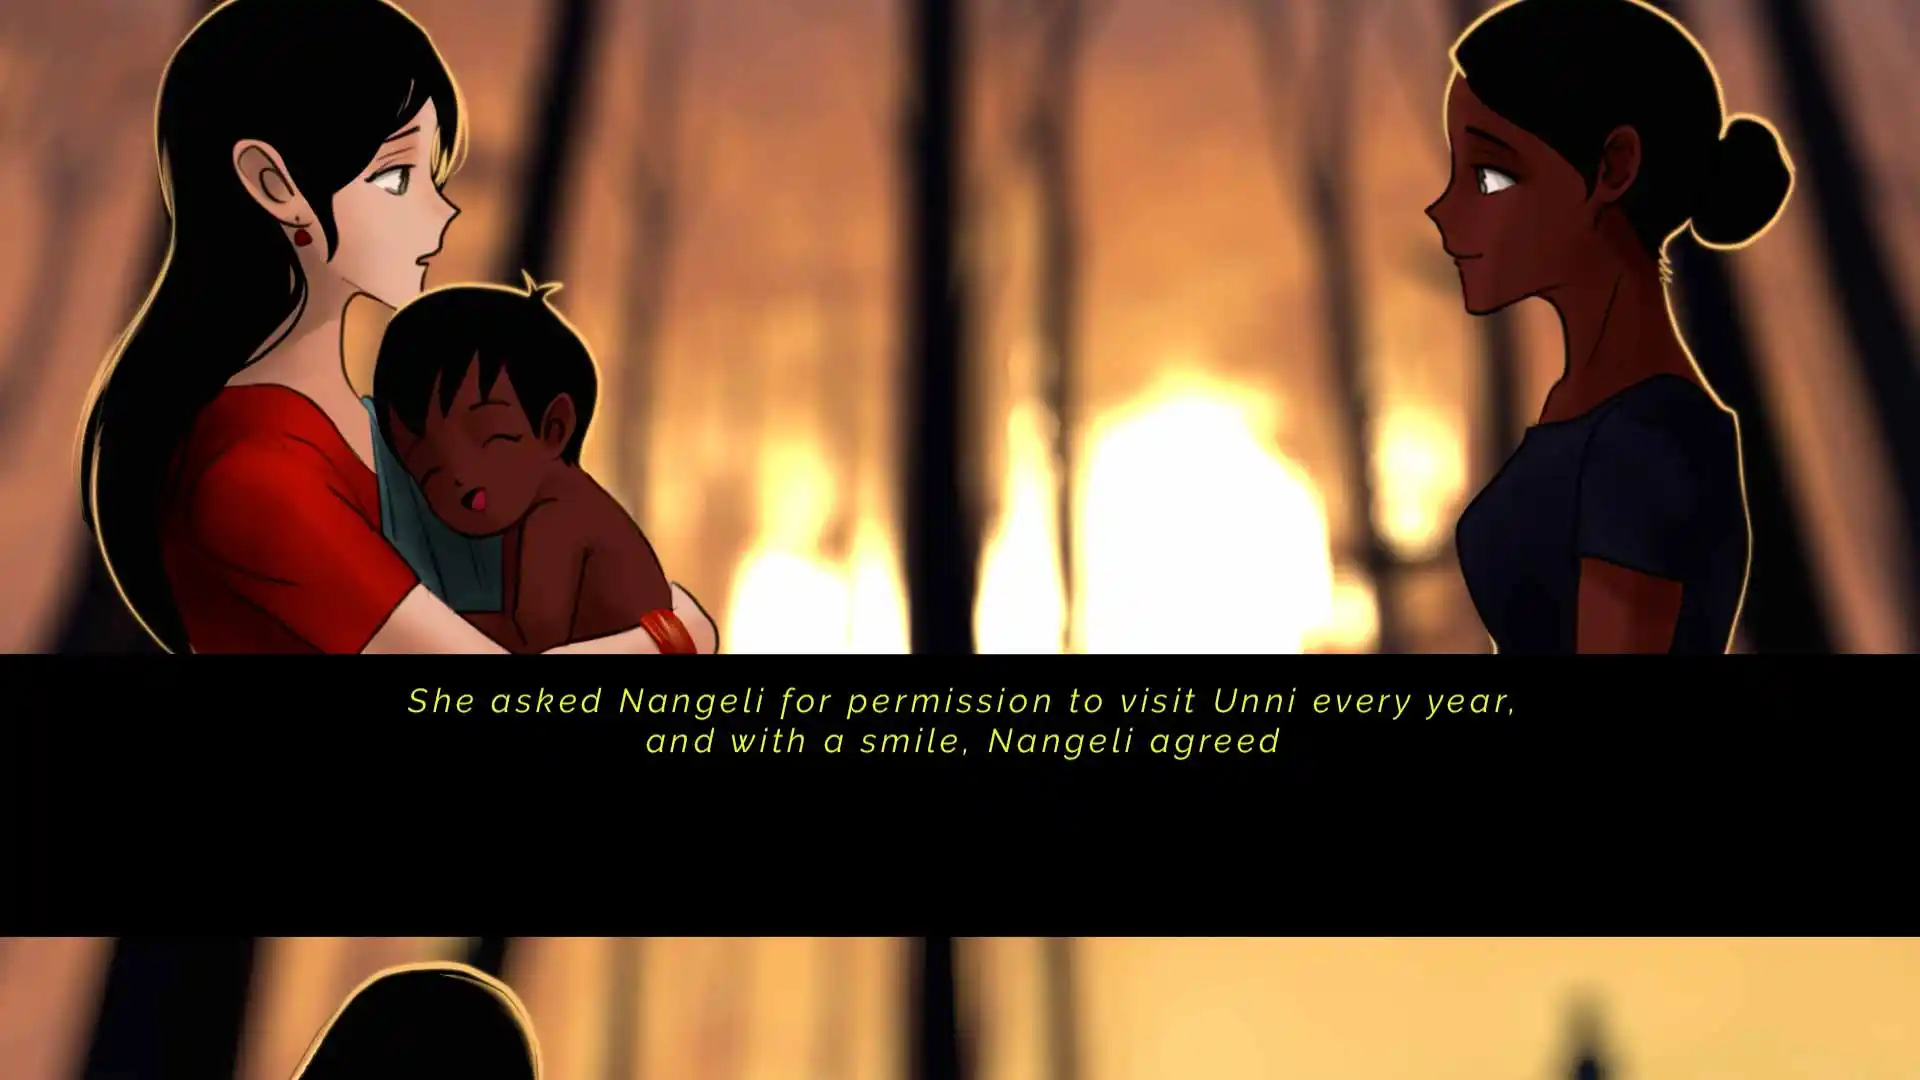 She asked Nangeli for permission to visit Unni every year,
and with a smile, Nangeli agreed